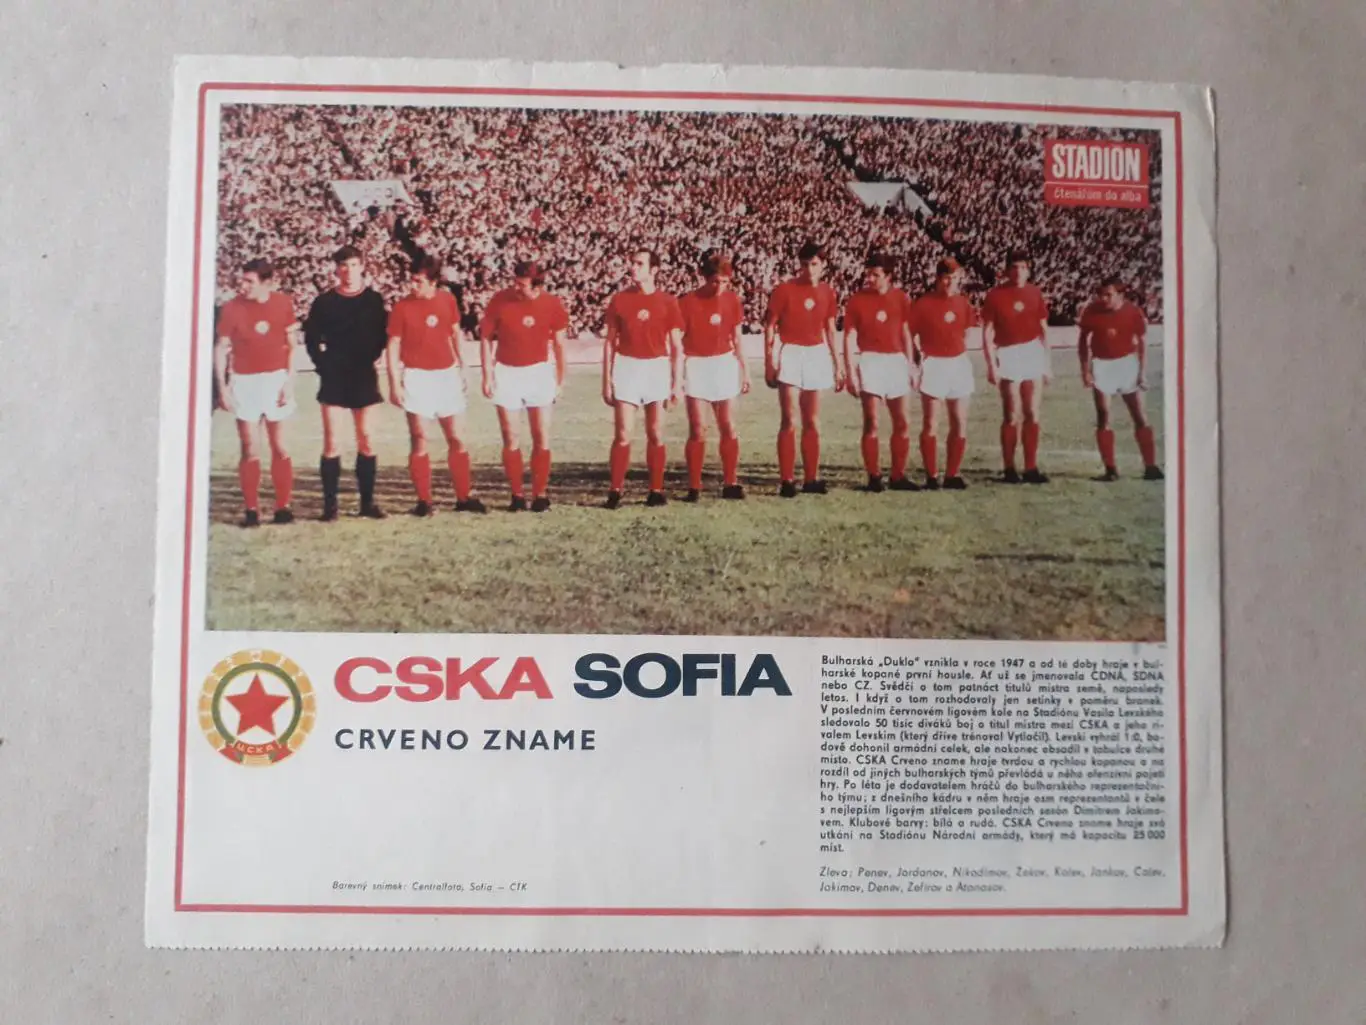 STADIÓN
čtenářům do alba
ЦСКА
CSKA SOFIA
CRVENO ZNAME
Barevný snímek: Centralfoto, Sofia — ČTK
Bulharská „Dukla" vznikla v roce 1947 a od té doby hraje v bul-
harské kopané první housle. Ať už se jmenovala ČDNA, SDNA
nebo CZ. Svědčí o tom patnáct titulů mistra země, naposledy
letos. I když o tom rozhodovaly jen setinky v poměru branek.
V posledním červnovém ligovém kole na Stadiónu Vasila Levského
sledovalo 50 tisíc diváků boj o titul mistra mezi CSKA a jeho ri-
valem Levskim (který dříve trénoval Vytlačil). Levski vyhrál 1:0, bo-
dově dohonil armádní celek, ale nakonec obsadil v tabulce druhé
místo. CSKA Crveno zname hraje tvrdou a rychlou kopanou a na
rozdíl od jiných bulharských týmů převládá u něho ofenzívní pojetí
hry. Po léta je dodavatelem hráčů do bulharského reprezentační-
ho týmu; z dnešního kádru v něm hraje osm reprezentantů v čele
s nejlepším ligovým střelcem posledních sezón Dimitrem Jakimo-
vem. Klubové barvy: bílá a rudá. CSKA Crveno zname hraje svá
utkání na Stadiónu Národní armády, který má kapacitu 25 000
míst.
Zleva: Penev, Jordanov, Nikodimov, Žekov, Kolev, Jankov, Cašev,
Jakimov, Denev, Zefirov a Atanasov.